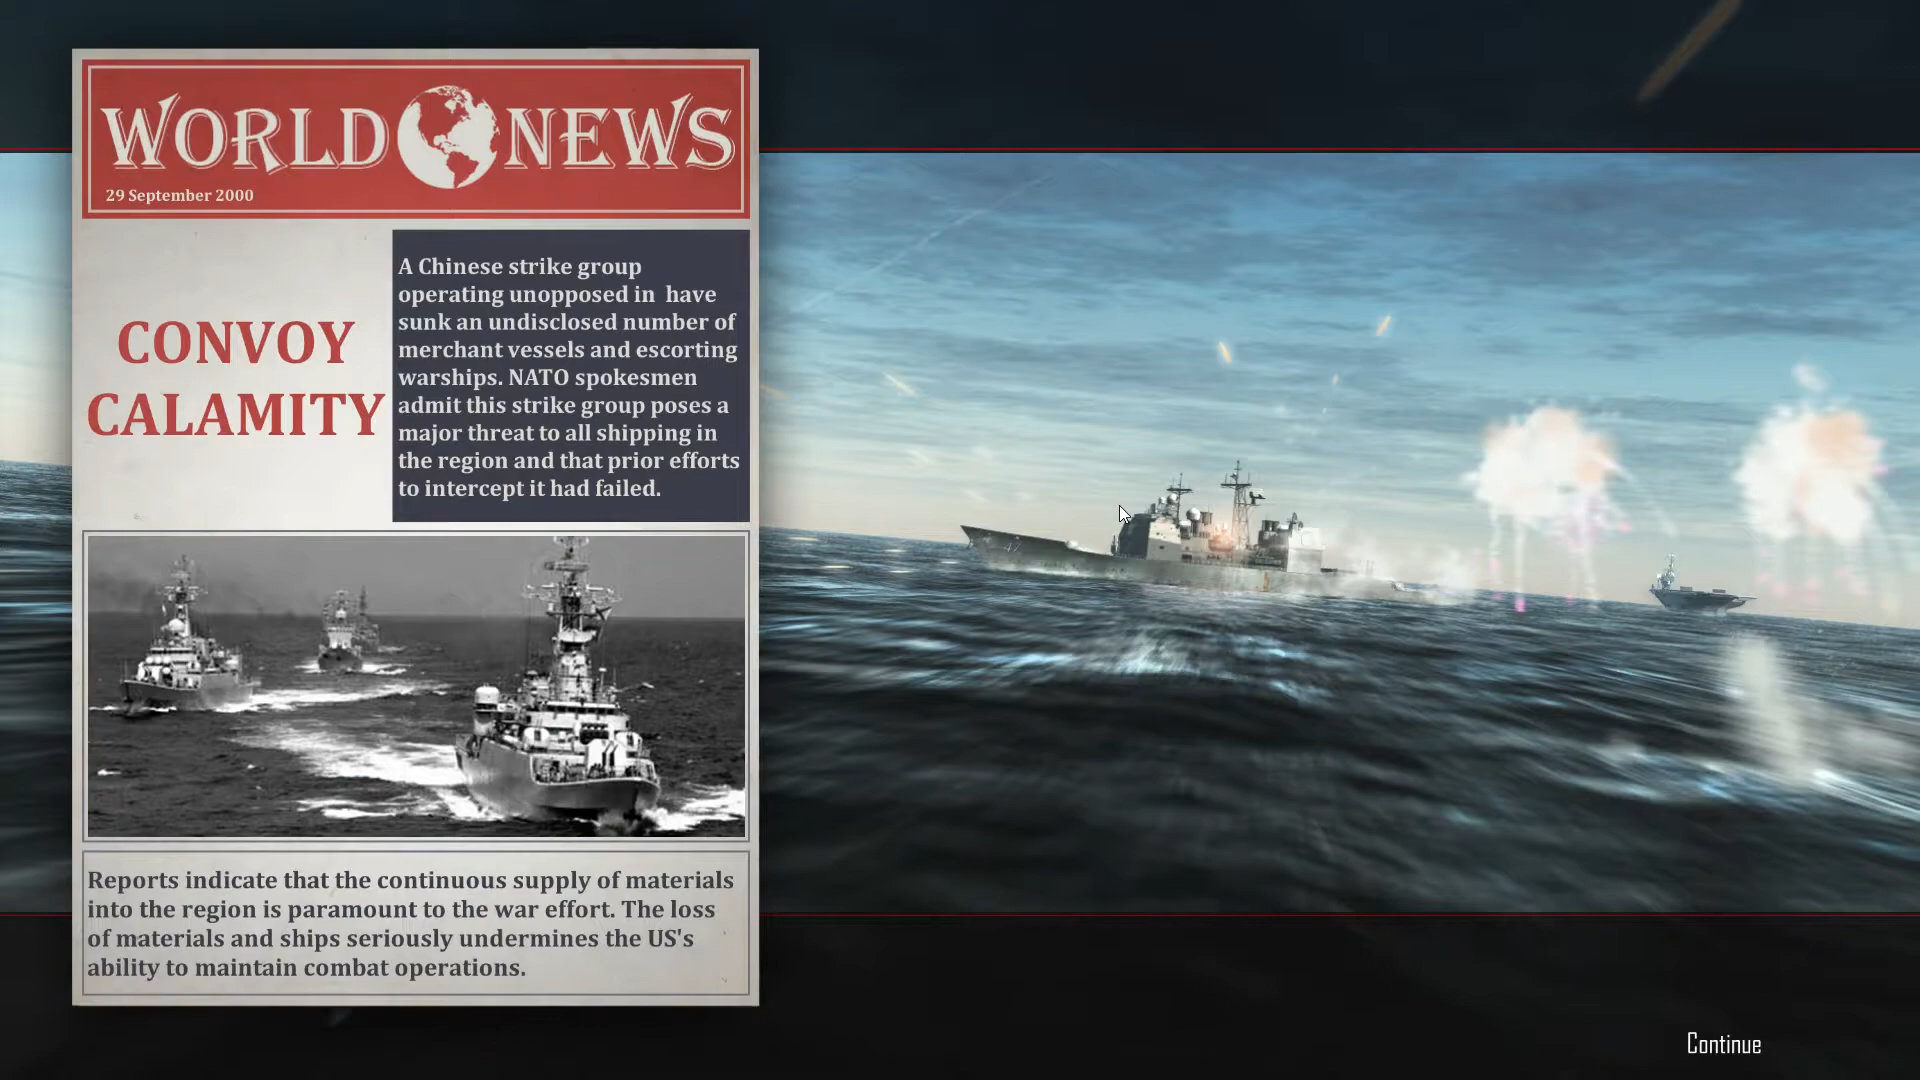 WORLD NEWS
29 September 2000
CONVOY
CALAMITY
A Chinese strike group
operating unopposed in  have
sunk an undisclosed number of
merchant vessels and escorting
warships. NATO spokesmen
admit this strike group poses a
major threat to all shipping in
the region and that prior efforts
to intercept it had failed.
47
Reports indicate that the continuous supply of materials
into the region is paramount to the war effort. The loss
of materials and ships seriously undermines the US's
ability to maintain combat operations.
Continue